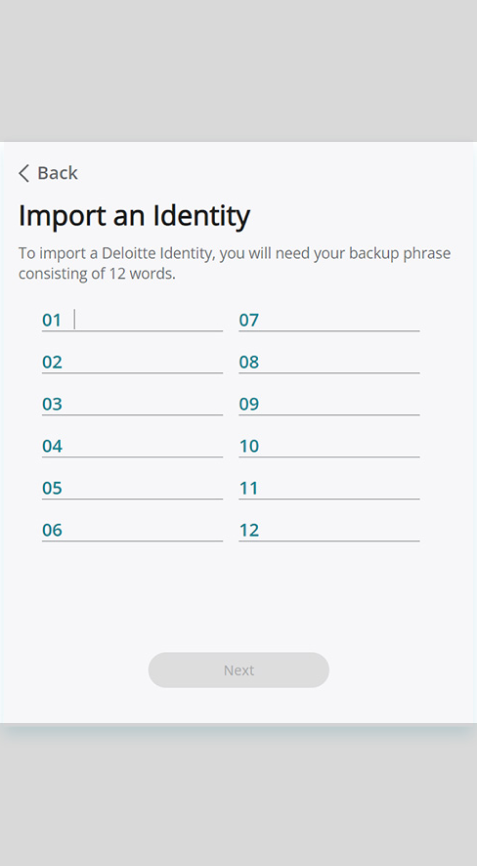 Back
Import an Identity
To import a Deloitte Identity, you will need your backup phrase
consisting of 12 words.
01 07
02 08
03 09
04 10
05 11
06 12
Next